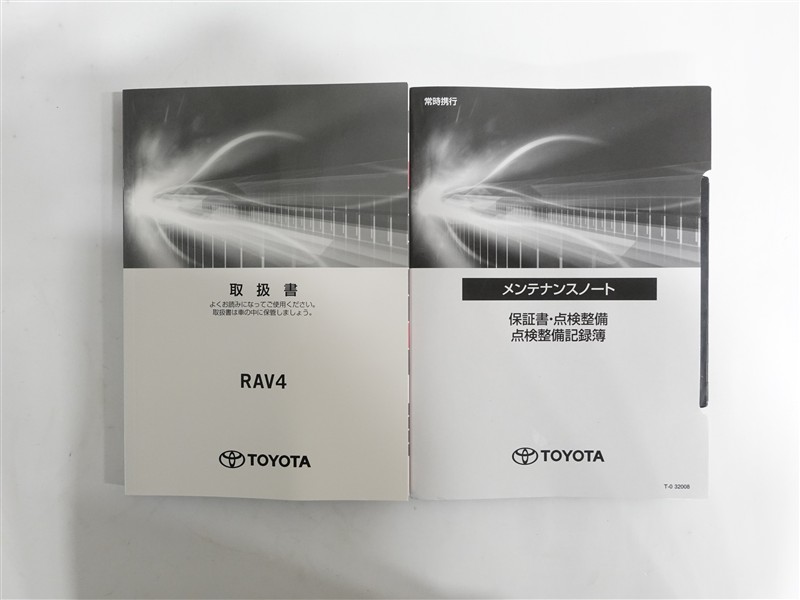 取扱書
よくお読みになってご使用ください。
取扱書は車の中に保管しましょう。
RAV4
TOYOTA
常時携行
メンテナンスノート
保証書・点検整備
点検整備記録簿
TOYOTA
T-0 32008